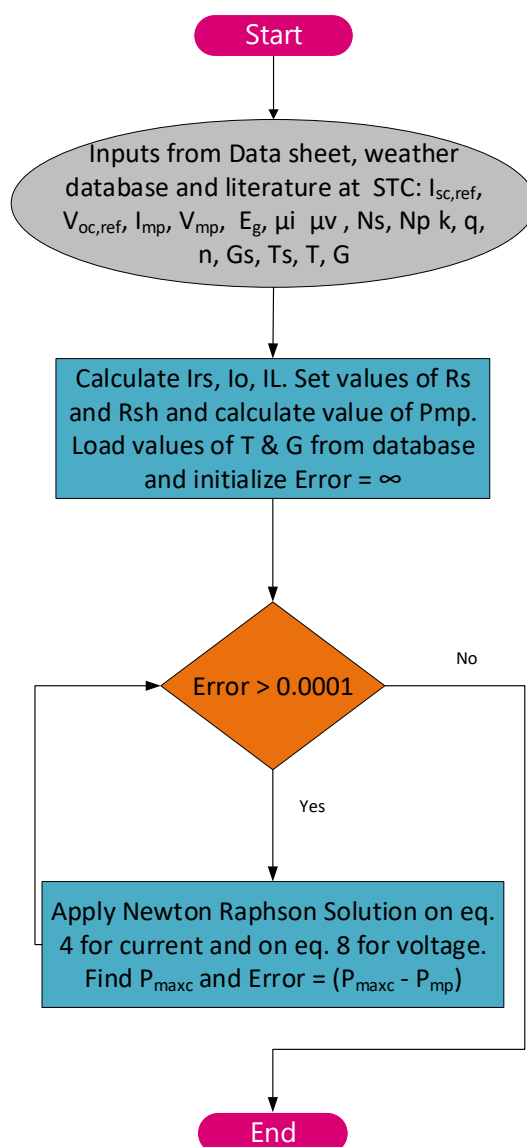 Start
Inputs from Data sheet, weather
database and literature at STC: Isc,ref,
Voc,ref, Imp, Vmp, Eg, µi µv , Ns, Np k, q,
n, Gs, Ts, T, G
Calculate Irs, Io, IL. Set values of Rs
and Rsh and calculate value of Pmp.
Load values of T & G from database
and initialize Error = ∞
No
Error > 0.0001
Yes
Apply Newton Raphson Solution on eq.
4 for current and on eq. 8 for voltage.
Find Pmaxc and Error = (Pmaxc - Pmp)
End